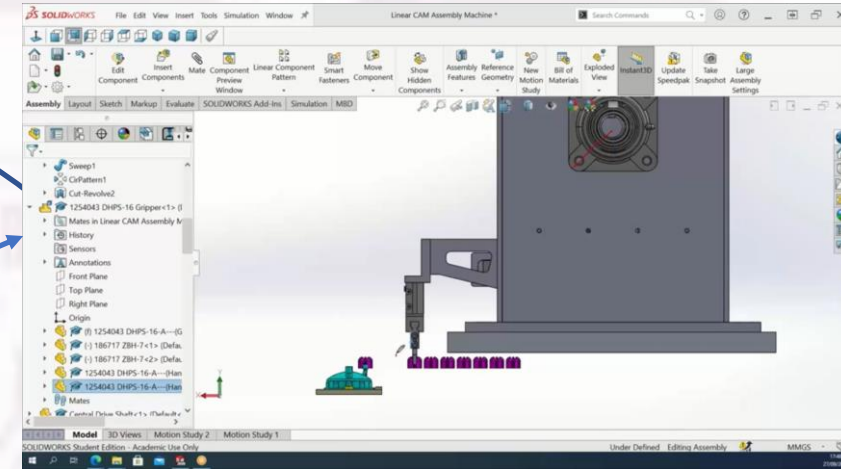 SOLIDWORKS File Edit View Insert Tools Simulation Window Linear CAM Assembly Machine * Search Commands
Edit Component
Insert Components
Mate
Component Preview Window
Linear Component Pattern
Smart Fasteners
Move Component
Show Hidden Components
Assembly Features
Reference Geometry
New Motion Study
Bill of Materials
Exploded View
Instant3D
Update Speedpak
Take Snapshot
Large Assembly Settings
Assembly Layout Sketch Markup Evaluate SOLIDWORKS Add-Ins Simulation MBD
Sweep1
CirPattern1
Cut-Revolve2
1254043 DHPS-16 Gripper<1> (
Mates in Linear CAM Assembly M
History
Sensors
Annotations
Front Plane
Top Plane
Right Plane
Origin
(f) 1254043 DHPS-16-A---(G
(-) 186717 ZBH-7<1> (Defau
(-) 186717 ZBH-7<2> (Defau
1254043 DHPS-16-A---(Han
1254043 DHPS-16-A---(Han
Mates
Central Drive Shaft<1> (Default<
Y
X
Model 3D Views Motion Study 2 Motion Study 1
SOLIDWORKS Student Edition - Academic Use Only Under Defined Editing Assembly MMGS